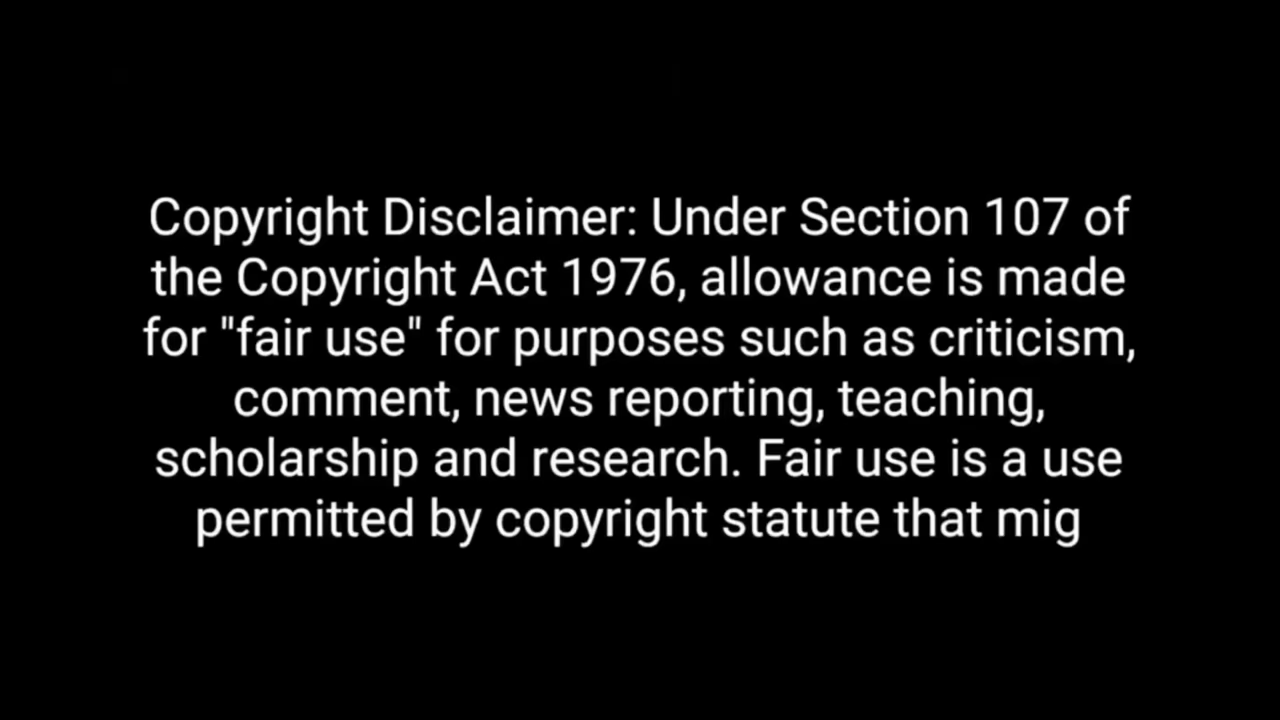 Copyright Disclaimer: Under Section 107 of
the Copyright Act 1976, allowance is made
for "fair use" for purposes such as criticism,
comment, news reporting, teaching,
scholarship and research. Fair use is a use
permitted by copyright statute that mig